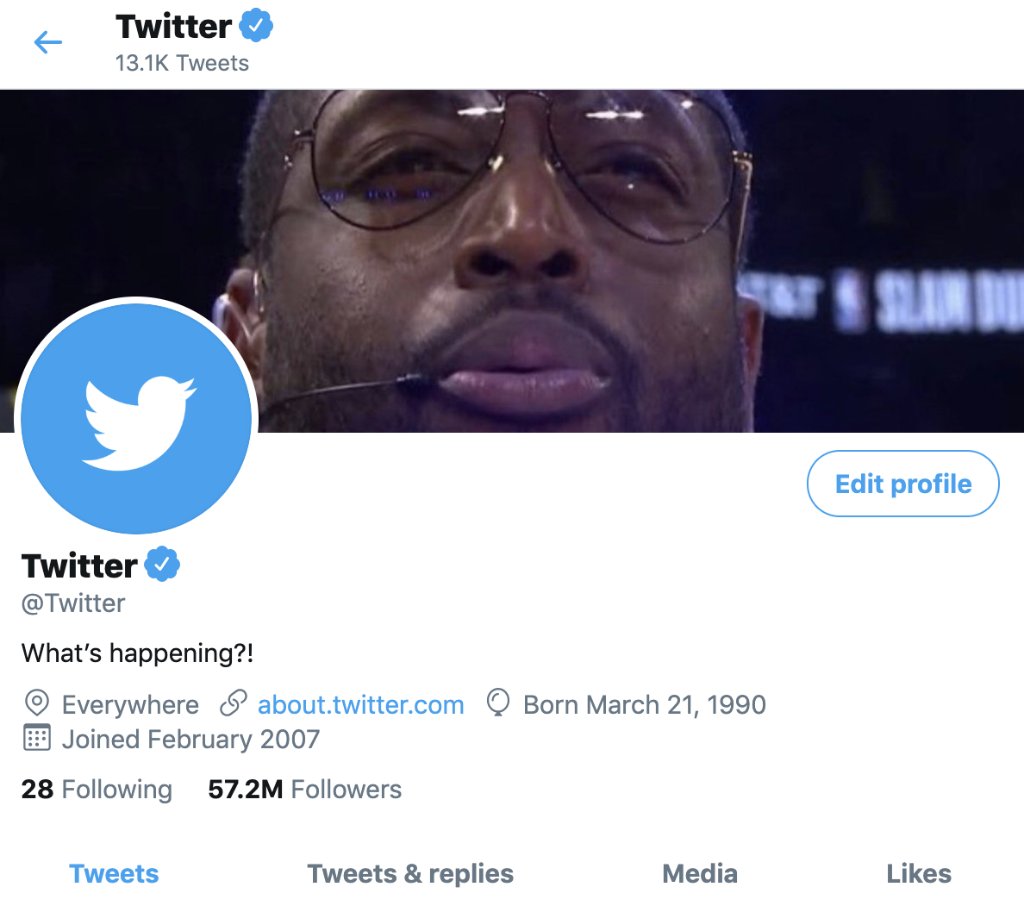 Twitter
13.1K Tweets
SLAM DU
Edit profile
Twitter
@Twitter
What’s happening?!
Everywhere about.twitter.com Born March 21, 1990
Joined February 2007
28 Following 57.2M Followers
Tweets Tweets & replies Media Likes